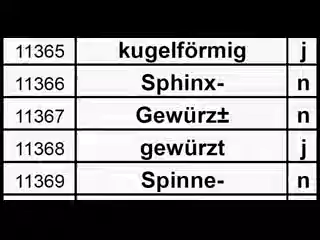 11365 kugelförmig j
11366 Sphinx- n
11367 Gewürz± n
11368 gewürzt j
11369 Spinne- n